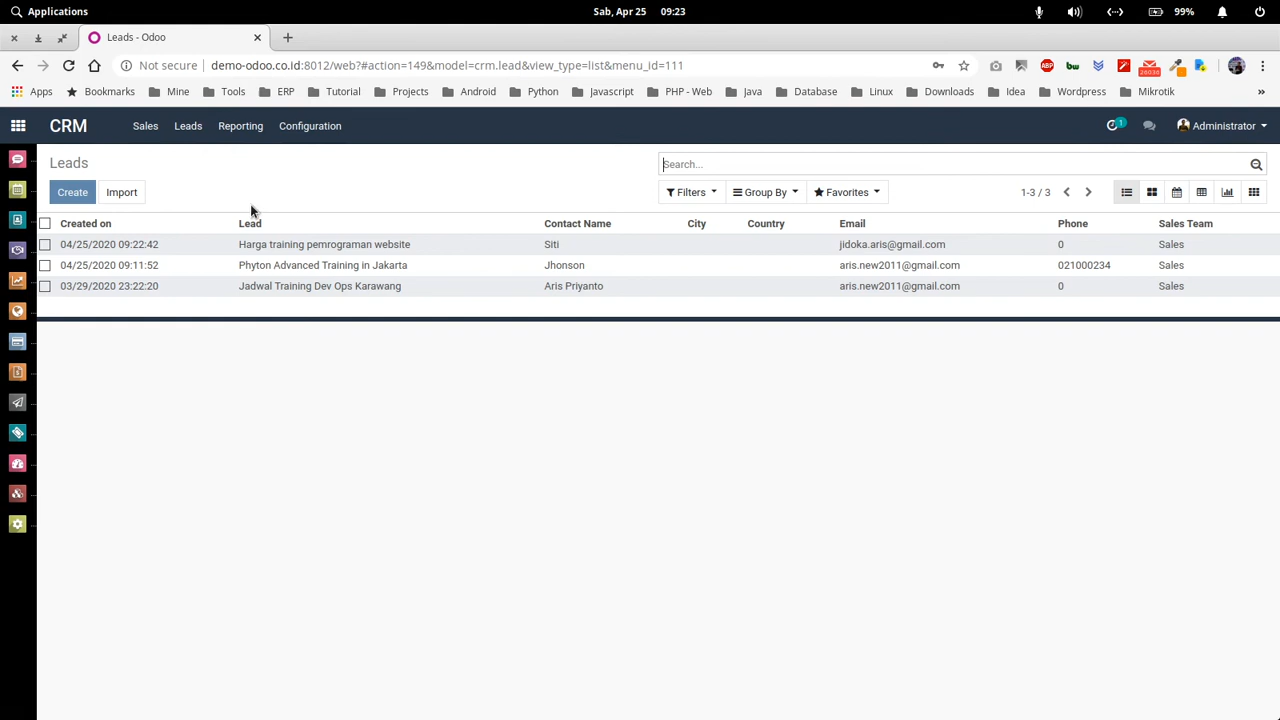 Applications Sab, Apr 25 09:23 99%
Leads - Odoo
Not secure demo-odoo.co.id:8012/web?#action=149&model=crm.lead&view_type=list&menu_id=111
Apps Bookmarks Mine Tools ERP Tutorial Projects Android Python Javascript PHP - Web Java Database Linux Downloads Idea Wordpress Mikrotik »
CRM Sales Leads Reporting Configuration 1 Administrator
Leads Search...
Create Import Filters Group By Favorites 1-3 / 3
Created on Lead Contact Name City Country Email Phone Sales Team
04/25/2020 09:22:42 Harga training pemrograman website Siti jidoka.aris@gmail.com 0 Sales
04/25/2020 09:11:52 Phyton Advanced Training in Jakarta Jhonson aris.new2011@gmail.com 021000234 Sales
03/29/2020 23:22:20 Jadwal Training Dev Ops Karawang Aris Priyanto aris.new2011@gmail.com 0 Sales